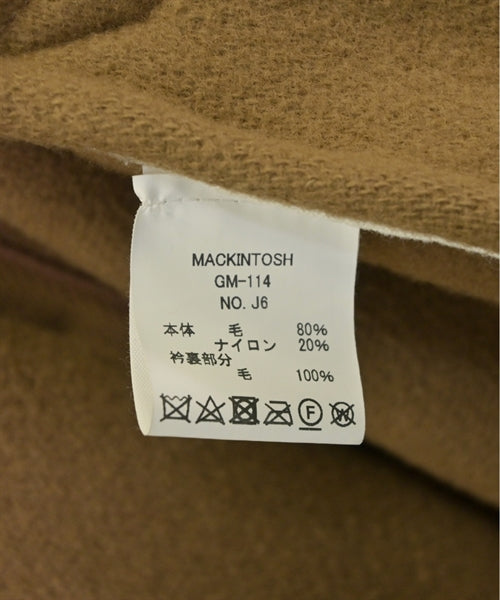 MACKINTOSH
GM-114
NO. J6
本体 毛 80%
ナイロン 20%
衿裏部分
毛 100%
F W